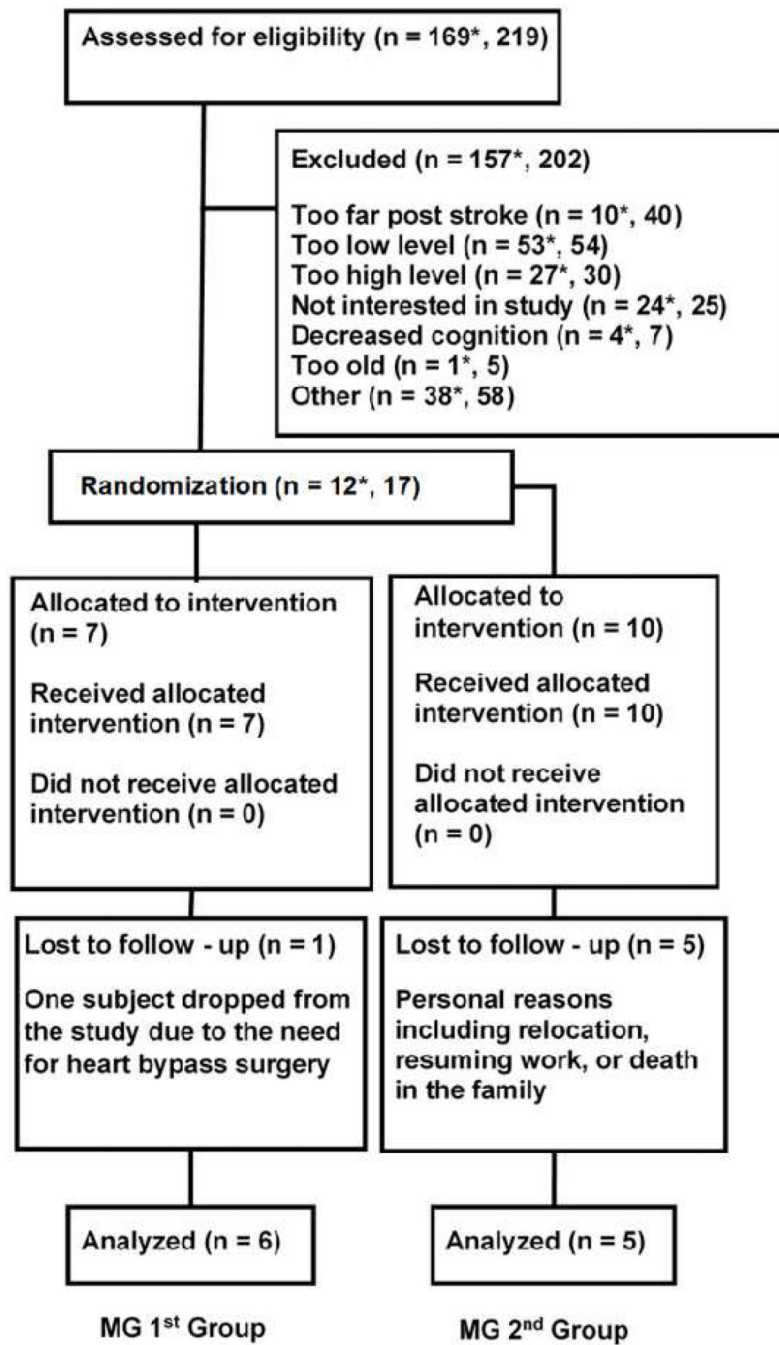 Assessed for eligibility (n = 169*, 219)
Excluded (n = 157*, 202)
Too far post stroke (n = 10*, 40)
Too low level (n = 53*, 54)
Too high level (n = 27*, 30)
Not interested in study (n = 24*, 25)
Decreased cognition (n = 4*, 7)
Too old (n = 1*, 5)
Other (n = 38*, 58)
Randomization (n = 12*, 17)
Allocated to intervention
(n = 7)
Received allocated
intervention (n = 7)
Did not receive allocated
intervention (n = 0)
Allocated to
intervention (n = 10)
Received allocated
intervention (n = 10)
Did not receive
allocated intervention
(n = 0)
Lost to follow - up (n = 1)
One subject dropped from
the study due to the need
for heart bypass surgery
Lost to follow - up (n = 5)
Personal reasons
including relocation,
resuming work, or death
in the family
Analyzed (n = 6)
Analyzed (n = 5)
MG 1st Group
MG 2nd Group